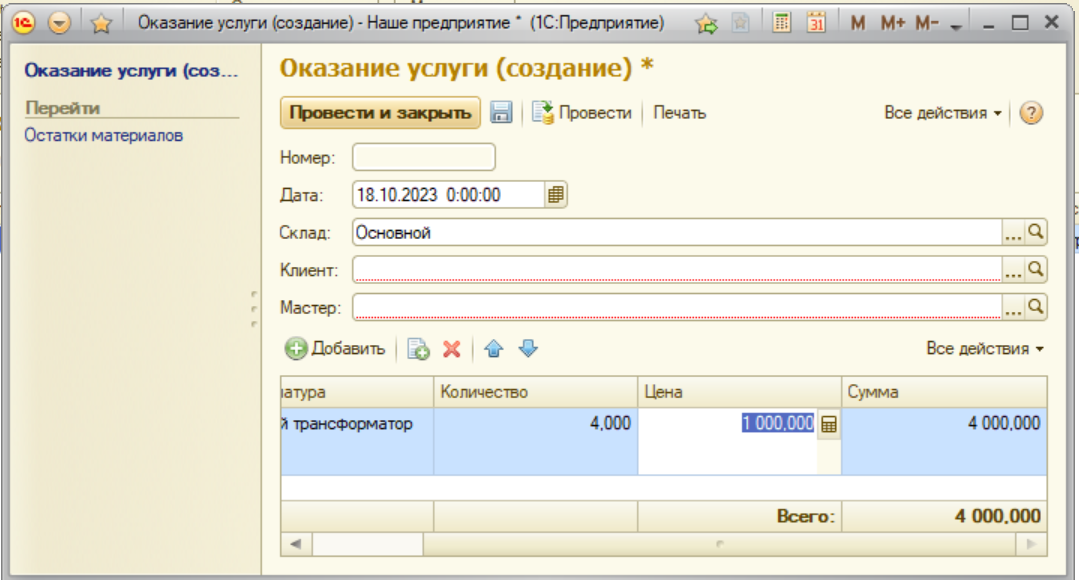 Оказание услуги (создание) - Наше предприятие * (1С:Предприятие)
31
M M+ M-
Оказание услуги (соз...
Перейти
Остатки материалов
Оказание услуги (создание) *
Провести и закрыть Провести Печать Все действия
Номер:
Дата: 18.10.2023 0:00:00
Склад: Основной
Клиент:
Мастер:
Добавить Все действия
латура Количество Цена Сумма
й трансформатор 4,000 1 000,000 4 000,000
Всего: 4 000,000